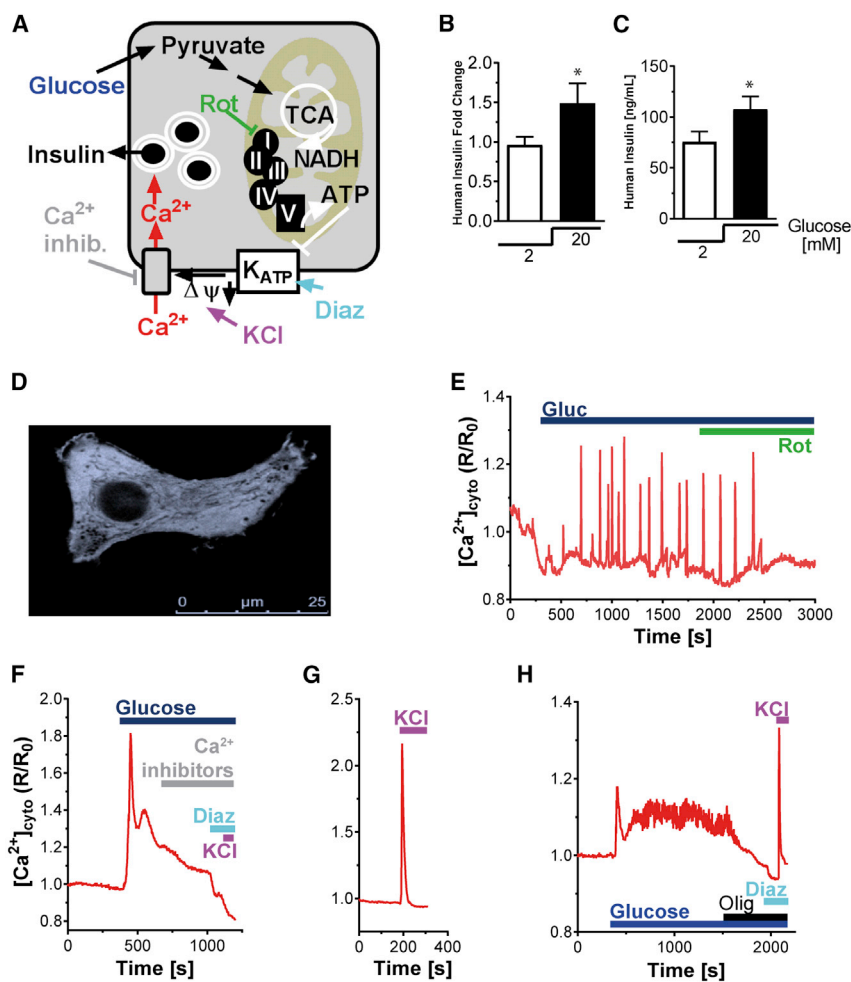 A
Pyruvate
Glucose
Rot
TCA
I
II
III
NADH
Insulin
IV
V
ATP
Ca2+
Ca2+
inhib.
KATP
Δ Ψ
Diaz
Ca2+
KCl
B
Human Insulin Fold Change
2.0
1.5
1.0
0.5
0.0
*
2
20
C
Human Insulin [ng/mL]
150
100
75
50
0
*
2
20
Glucose
[mM]
D
0 µm 25
E
[Ca2+]cyto (R/R0)
1.4
1.2
1.0
0.8
Gluc
Rot
0 500 1000 1500 2000 2500 3000
Time [s]
F
[Ca2+]cyto (R/R0)
2.0
1.8
1.6
1.4
1.2
1.0
0.8
Glucose
Ca2+
inhibitors
Diaz
KCl
0 500 1000
Time [s]
G
2.5
2.0
1.5
1.0
KCl
0 200 400
Time [s]
H
1.4
1.2
1.0
0.8
KCl
Diaz
Olig
Glucose
0 1000 2000
Time [s]